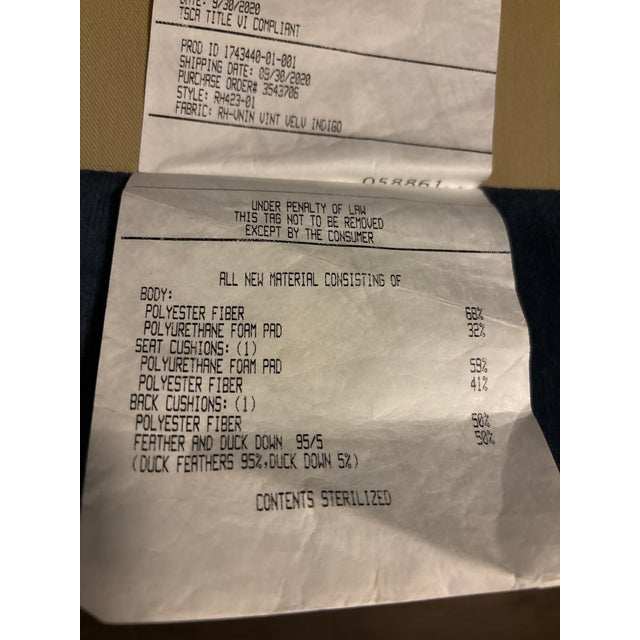 DATE: 9/30/2020
TSCA TITLE VI COMPLIANT
PROD ID 1743440-01-001
SHIPPING DATE: 09/30/2020
PURCHASE ORDER# 3543706
STYLE: RH423-01
FABRIC: RH-VNIN VINT VELV INDIGO
058861
UNDER PENALTY OF LAW
THIS TAG NOT TO BE REMOVED
EXCEPT BY THE CONSUMER
ALL NEW MATERIAL CONSISTING OF
BODY:
POLYESTER FIBER 68%
POLYURETHANE FOAM PAD 32%
SEAT CUSHIONS: (1)
POLYURETHANE FOAM PAD 59%
POLYESTER FIBER 41%
BACK CUSHIONS: (1)
POLYESTER FIBER 50%
FEATHER AND DUCK DOWN 95/5 50%
(DUCK FEATHERS 95%,DUCK DOWN 5%)
CONTENTS STERILIZED